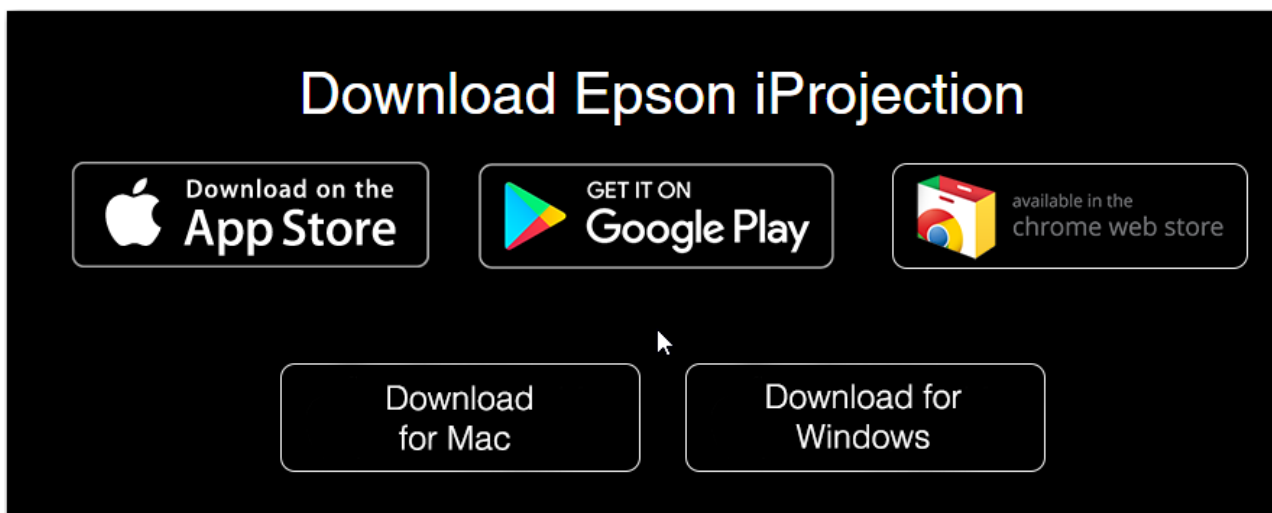 Download Epson iProjection
Download on the
App Store
GET IT ON
Google Play
available in the
chrome web store
Download
for Mac
Download for
Windows